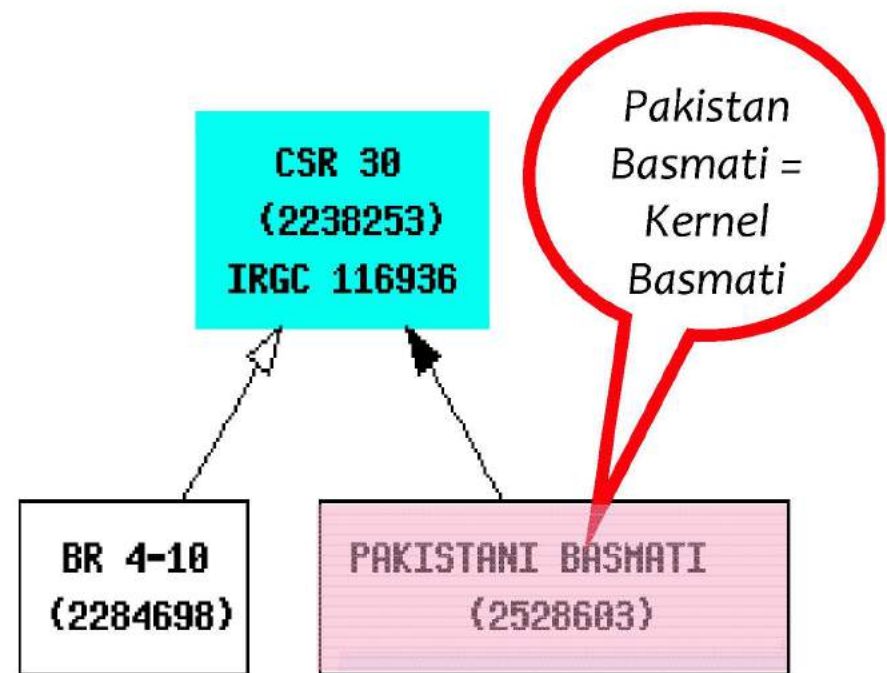 Pakistan
Basmati =
Kernel
Basmati
CSR 30
(2238253)
IRGC 116936
BR 4-10
(2284698)
PAKISTANI BASMATI
(2528603)